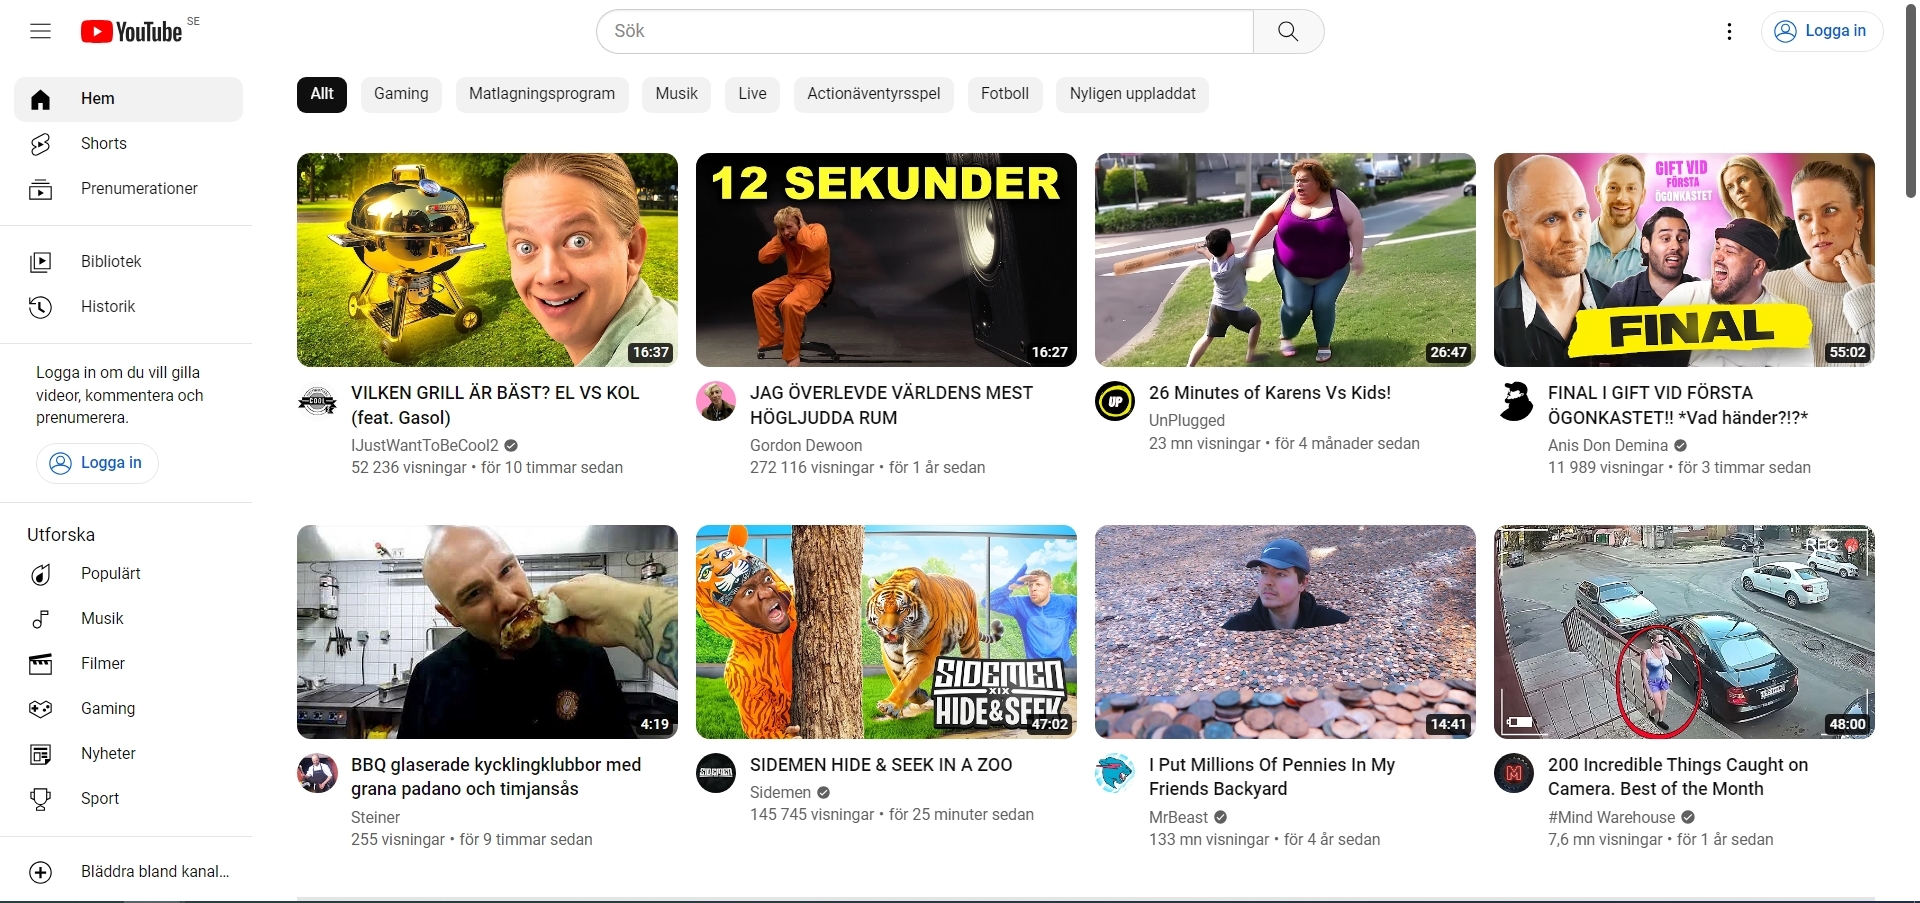 YouTube SE
Sök
Logga in
Hem
Shorts
Prenumerationer
Bibliotek
Historik
Logga in om du vill gilla
videor, kommentera och
prenumerera.
Logga in
Utforska
Populärt
Musik
Filmer
Gaming
Nyheter
Sport
Bläddra bland kanal...
Allt
Gaming
Matlagningsprogram
Musik
Live
Actionäventyrsspel
Fotboll
Nyligen uppladdat
16:37
COOL
VILKEN GRILL ÄR BÄST? EL VS KOL
(feat. Gasol)
IJustWantToBeCool2
52 236 visningar • för 10 timmar sedan
12 SEKUNDER
16:27
JAG ÖVERLEVDE VÄRLDENS MEST
HÖGLJUDDA RUM
Gordon Dewoon
272 116 visningar • för 1 år sedan
26:47
UP
26 Minutes of Karens Vs Kids!
UnPlugged
23 mn visningar • för 4 månader sedan
GIFT VID
FÖRSTA
ÖGONKASTET
FINAL
55:02
FINAL I GIFT VID FÖRSTA
ÖGONKASTET!! *Vad händer?!?*
Anis Don Demina
11 989 visningar • för 3 timmar sedan
4:19
BBQ glaserade kycklingklubbor med
grana padano och timjansås
Steiner
255 visningar • för 9 timmar sedan
SIDEMEN
XIX
HIDE & SEEK
47:02
SIDEMEN
SIDEMEN HIDE & SEEK IN A ZOO
Sidemen
145 745 visningar • för 25 minuter sedan
14:41
I Put Millions Of Pennies In My
Friends Backyard
MrBeast
133 mn visningar • för 4 år sedan
REC
48:00
M
200 Incredible Things Caught on
Camera. Best of the Month
#Mind Warehouse
7,6 mn visningar • för 1 år sedan